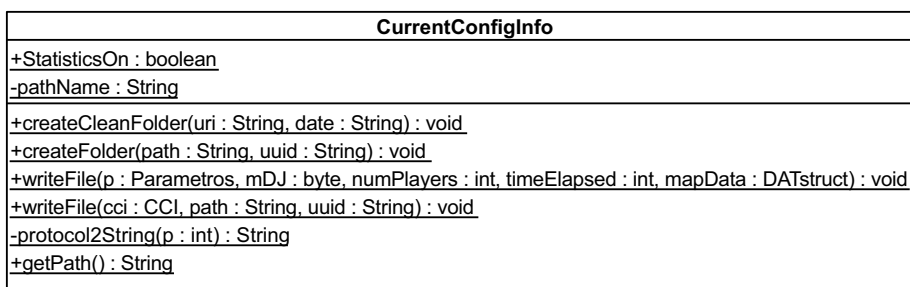 CurrentConfigInfo
+StatisticsOn : boolean
-pathName : String
+createCleanFolder(uri : String, date : String) : void
+createFolder(path : String, uuid : String) : void
+writeFile(p : Parametros, mDJ : byte, numPlayers : int, timeElapsed : int, mapData : DATstruct) : void
+writeFile(cci : CCI, path : String, uuid : String) : void
-protocol2String(p : int) : String
+getPath() : String